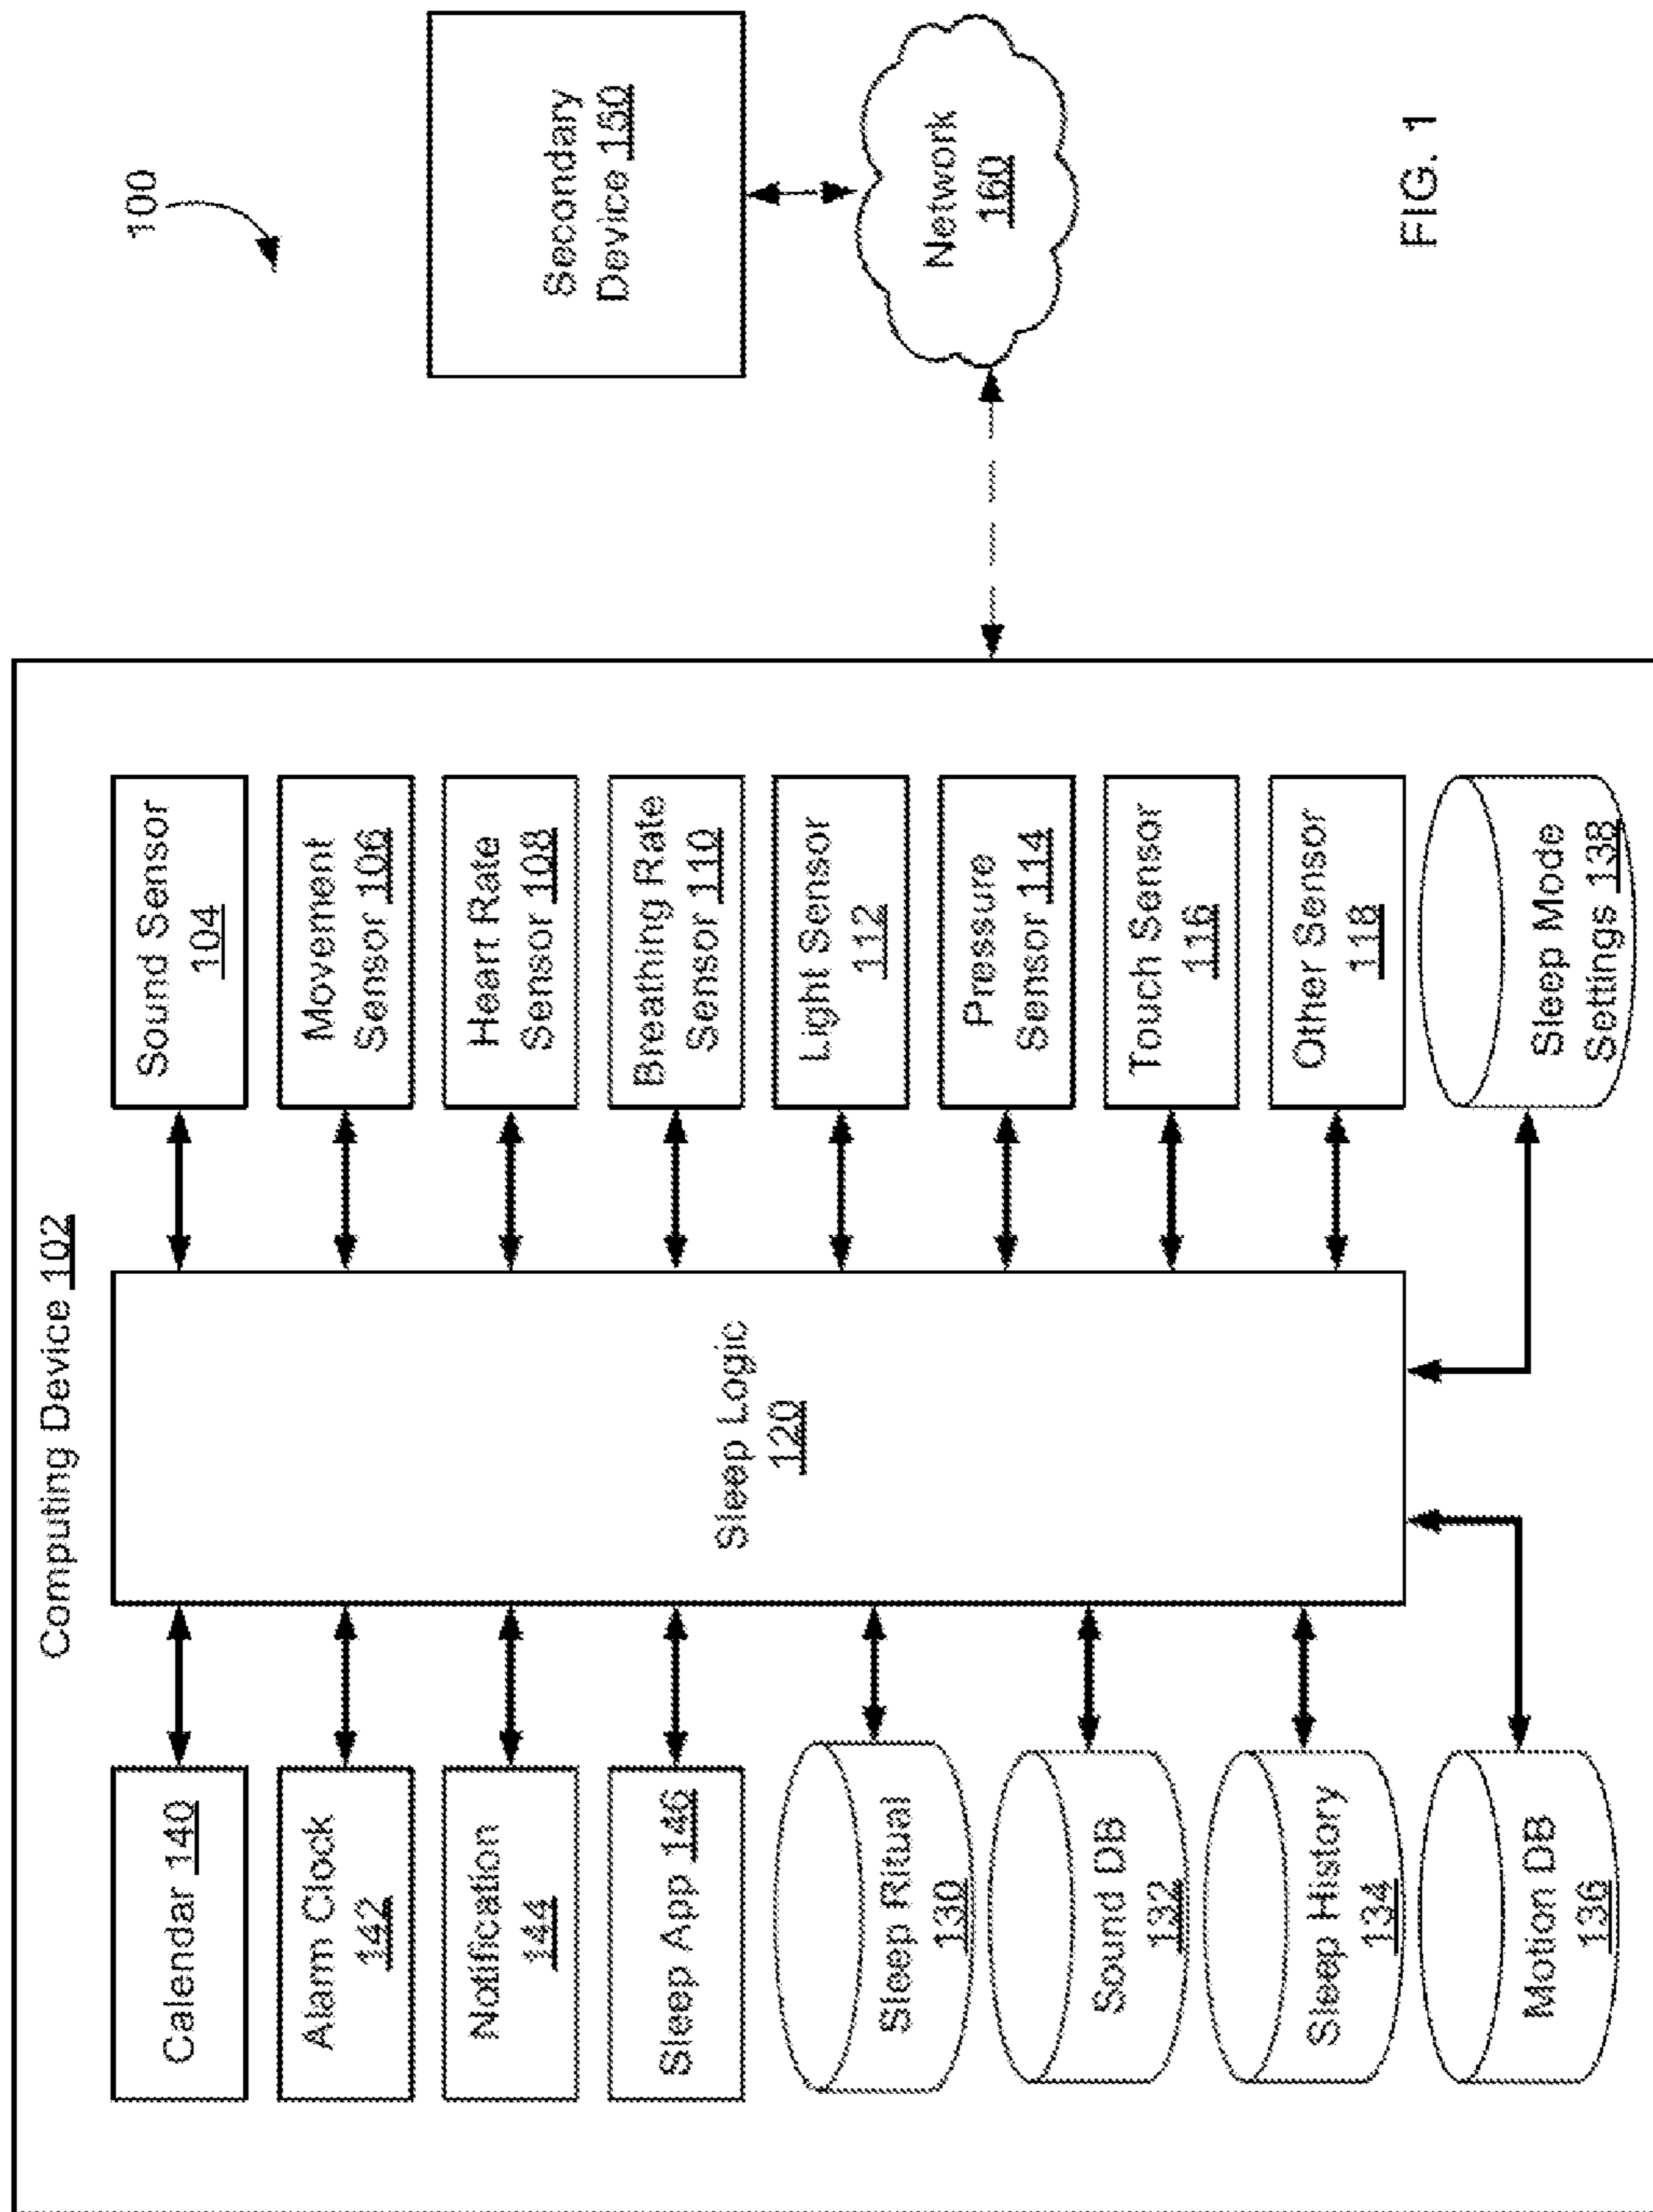 100
Computing Device 102
Calendar 140
Alarm Clock
142
Notification
144
Sleep App 146
Sleep Ritual
130
Sound DB
132
Sleep History
134
Motion DB
136
Sleep Logic
120
Sound Sensor
104
Movement
Sensor 106
Heart Rate
Sensor 108
Breathing Rate
Sensor 110
Light Sensor
112
Pressure
Sensor 114
Touch Sensor
116
Other Sensor
118
Sleep Mode
Settings 138
Secondary
Device 150
Network
160
FIG. 1